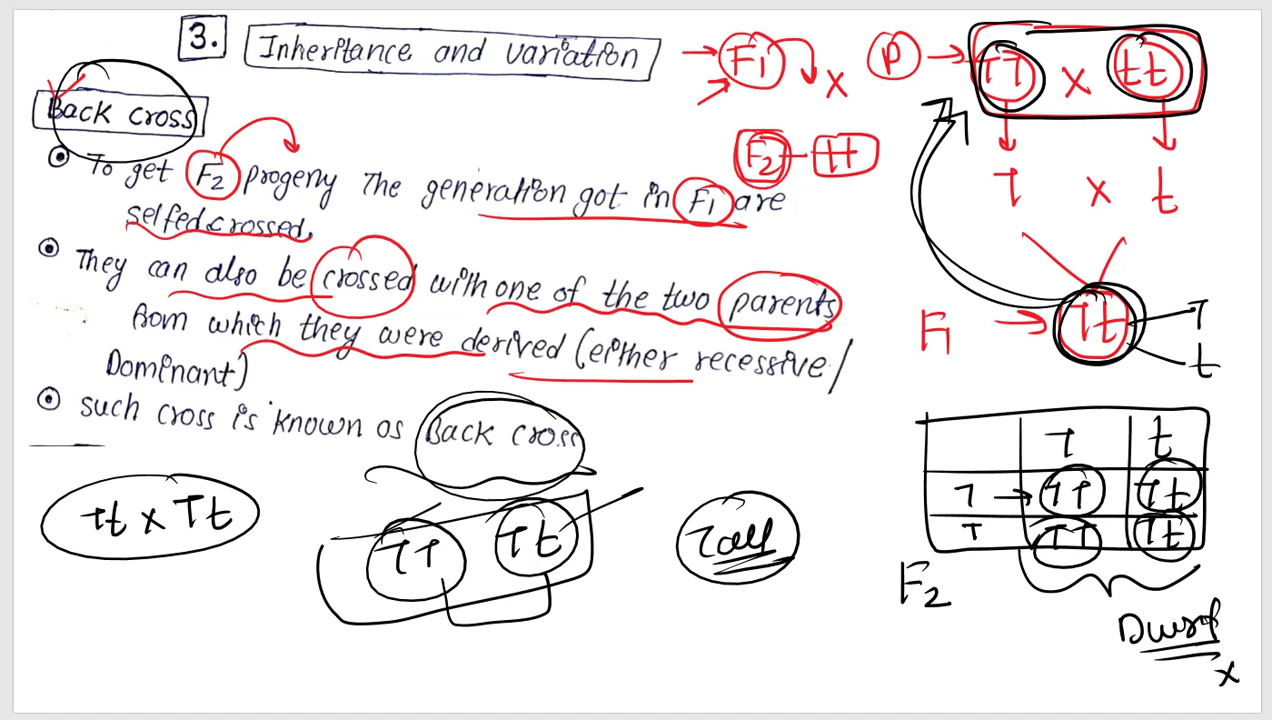 3. Inheritance and variation
Back cross
To get F2 progeny The generation got in F1 are
selfed crossed.
They can also be crossed with one of the two parents
from which they were derived (either recessive/
Dominant)
such cross is known as Back cross
Tt x Tt
TT Tt
Tall
F1 x
F2 - tt
P → TT x tt
T x t
F1 → Tt
T
t
T t
T → TT Tt
T TT Tt
F2
Dwarf
x